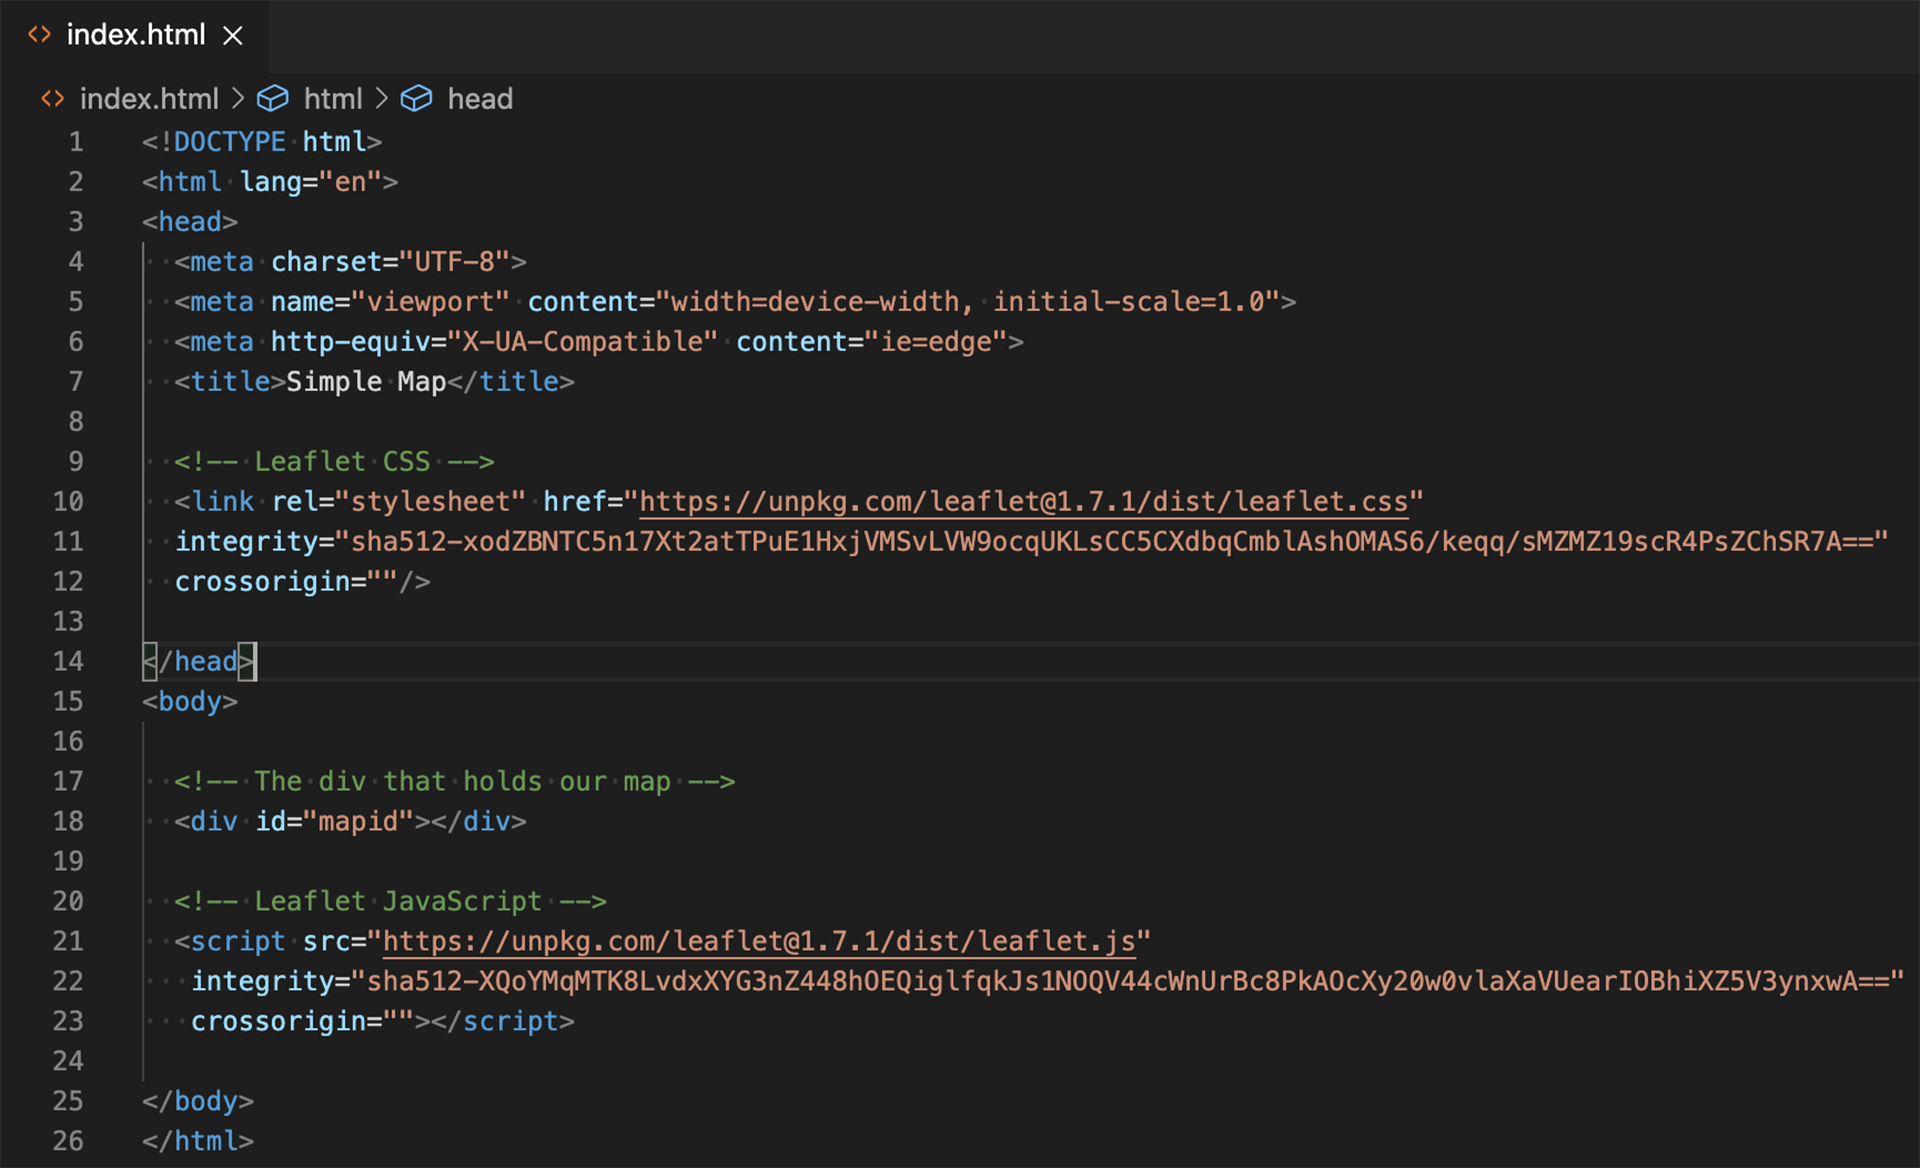 index.html
index.html > html > head
1 <!DOCTYPE html>
2 <html lang="en">
3 <head>
4 <meta charset="UTF-8">
5 <meta name="viewport" content="width=device-width, initial-scale=1.0">
6 <meta http-equiv="X-UA-Compatible" content="ie=edge">
7 <title>Simple Map</title>
8
9 <!-- Leaflet CSS -->
10 <link rel="stylesheet" href="https://unpkg.com/leaflet@1.7.1/dist/leaflet.css"
11 integrity="sha512-xodZBNTC5n17Xt2atTPuE1HxjVMSvLVW9ocqUKLsCC5CXdbqCmblAshOMAS6/keqq/sMZMZ19scR4PsZChSR7A=="
12 crossorigin=""/>
13
14 </head>
15 <body>
16
17 <!-- The div that holds our map -->
18 <div id="mapid"></div>
19
20 <!-- Leaflet JavaScript -->
21 <script src="https://unpkg.com/leaflet@1.7.1/dist/leaflet.js"
22 integrity="sha512-XQoYMqMTK8LvdxXYG3nZ448hOEQiglfqkJs1NOQV44cWnUrBc8PkAOcXy20w0vlaXaVUearIOBhiXZ5V3ynxwA=="
23 crossorigin=""></script>
24
25 </body>
26 </html>